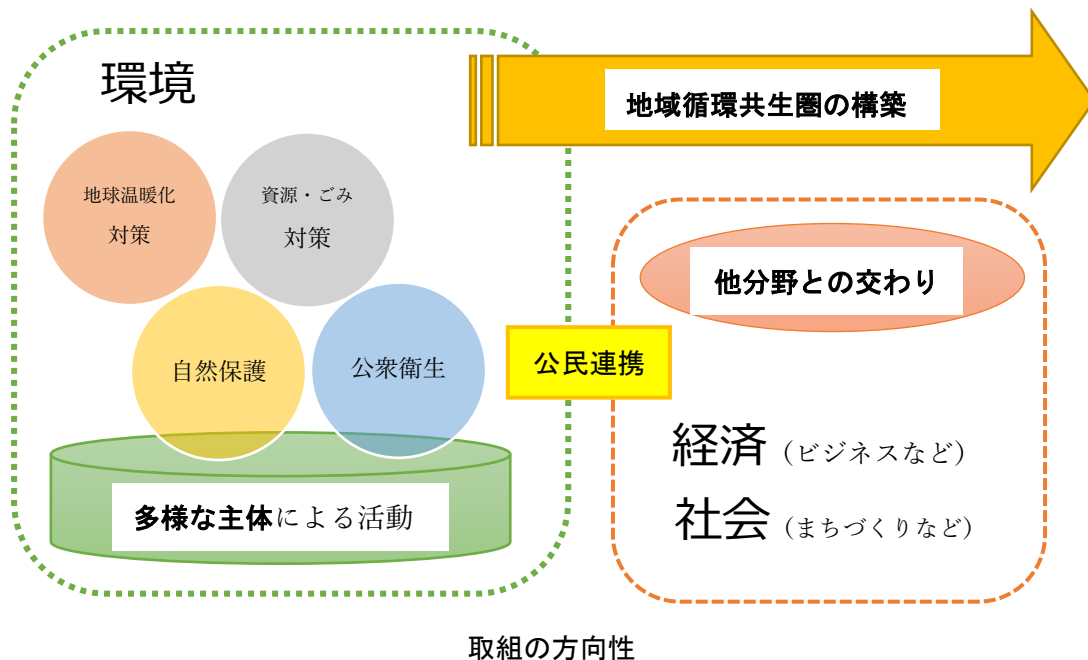 環境
地域循環共生圏の構築
地球温暖化
対策
資源・ごみ
対策
自然保護
公衆衛生
多様な主体による活動
公民連携
他分野との交わり
経済（ビジネスなど）
社会（まちづくりなど）
取組の方向性